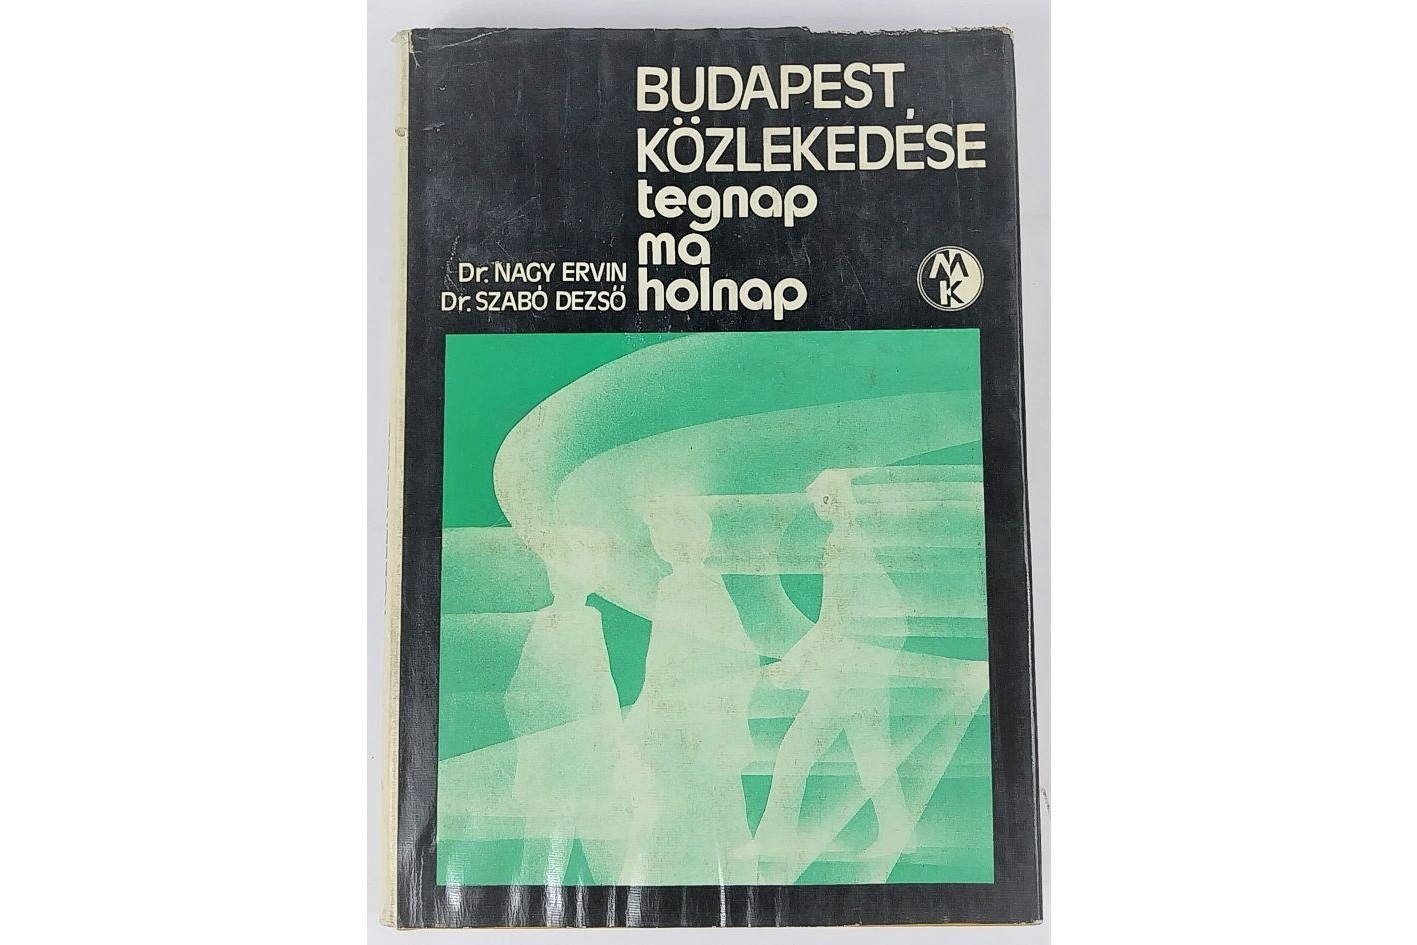 BUDAPEST
KÖZLEKEDÉSE
tegnap
ma
holnap
Dr. NAGY ERVIN
Dr. SZABÓ DEZSŐ
MK